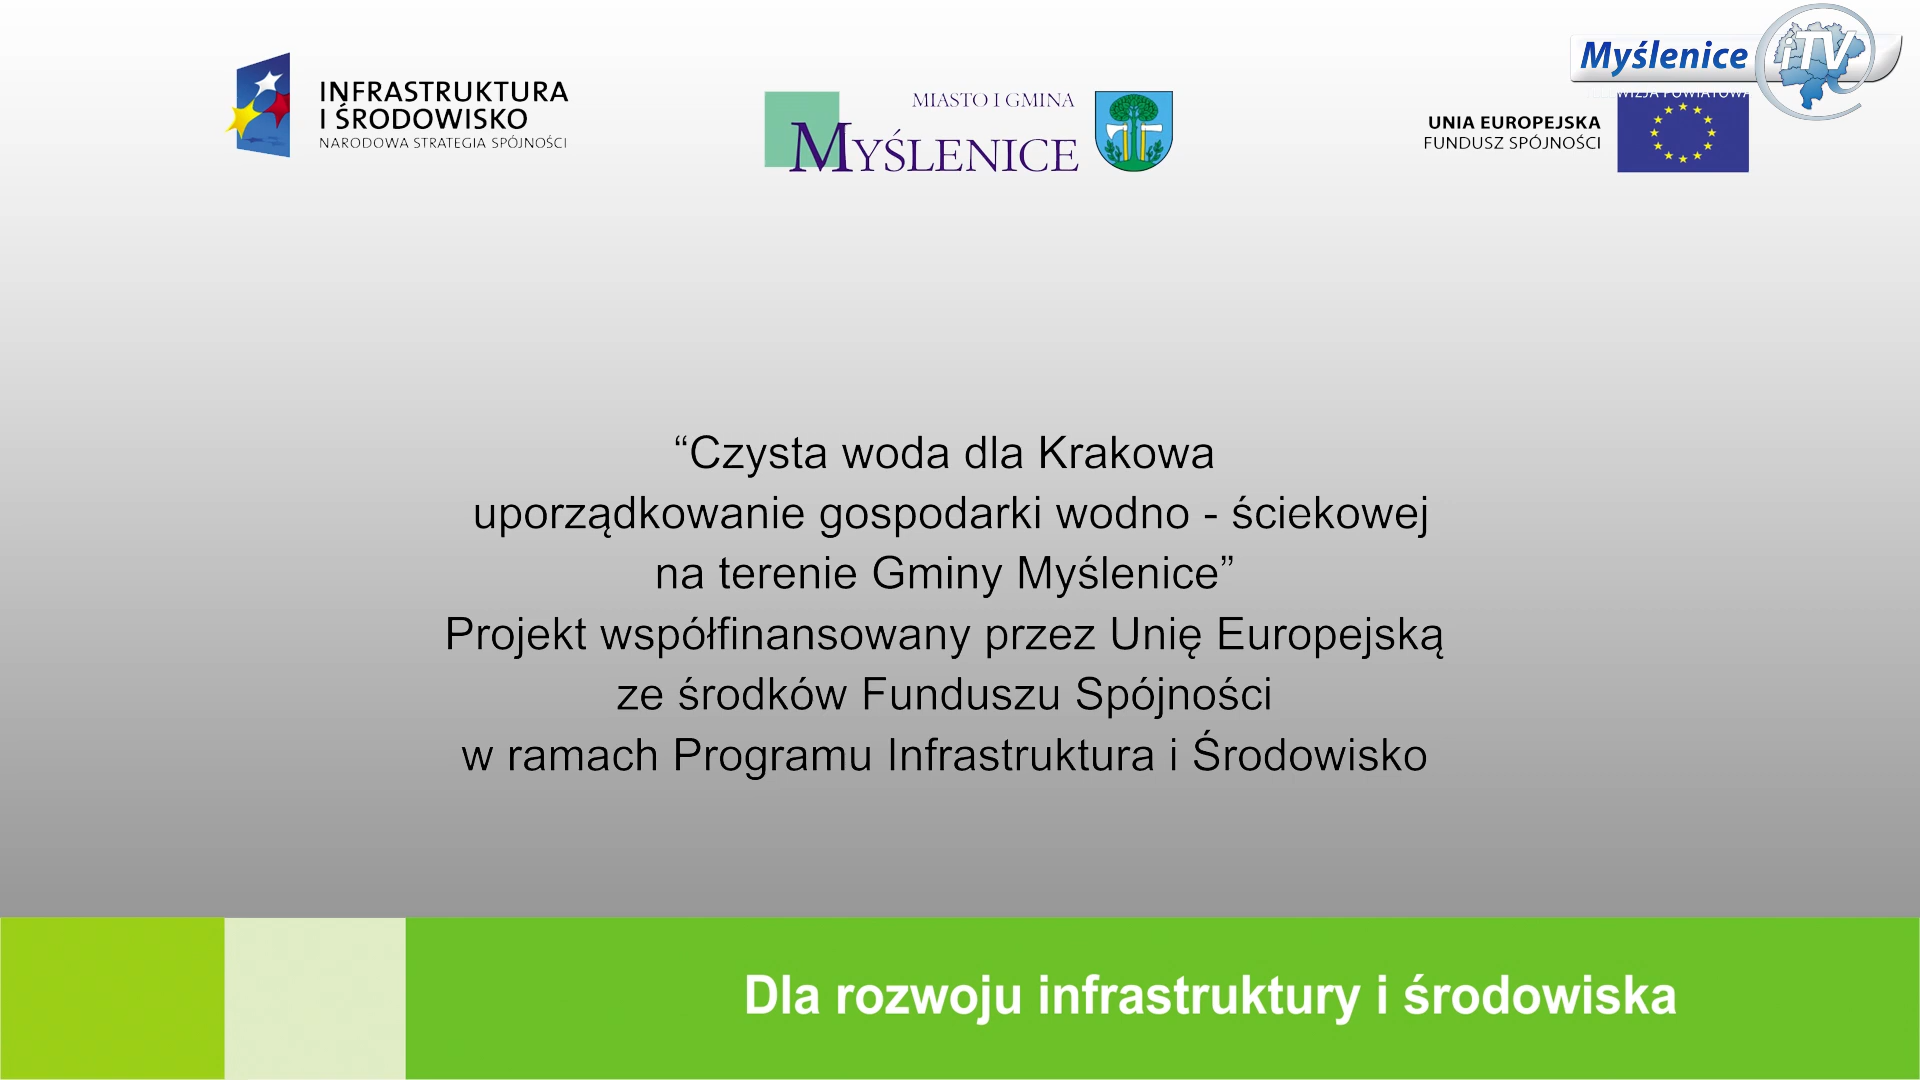 Myślenice iTV
INFRASTRUKTURA
I ŚRODOWISKO
NARODOWA STRATEGIA SPÓJNOŚCI
MIASTO I GMINA
MYŚLENICE
UNIA EUROPEJSKA
FUNDUSZ SPÓJNOŚCI
“Czysta woda dla Krakowa
uporządkowanie gospodarki wodno - ściekowej
na terenie Gminy Myślenice”
Projekt współfinansowany przez Unię Europejską
ze środków Funduszu Spójności
w ramach Programu Infrastruktura i Środowisko
Dla rozwoju infrastruktury i środowiska